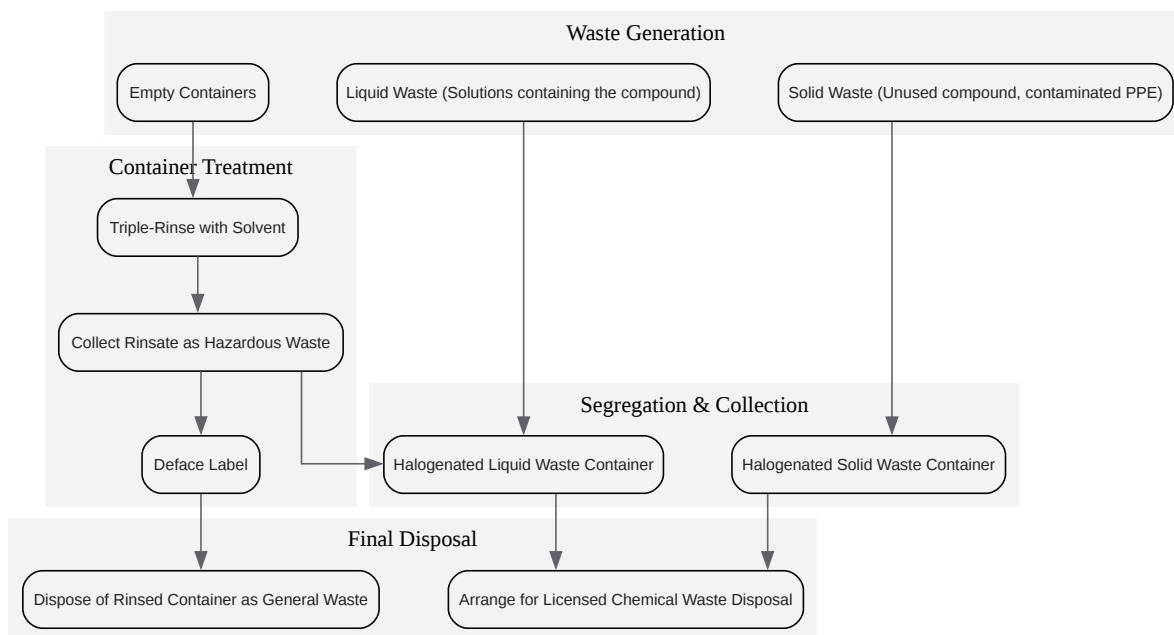 Waste Generation
Empty Containers
Liquid Waste (Solutions containing the compound)
Solid Waste (Unused compound, contaminated PPE)
Container Treatment
Triple-Rinse with Solvent
Collect Rinsate as Hazardous Waste
Segregation & Collection
Deface Label
Halogenated Liquid Waste Container
Halogenated Solid Waste Container
Final Disposal
Dispose of Rinsed Container as General Waste
Arrange for Licensed Chemical Waste Disposal